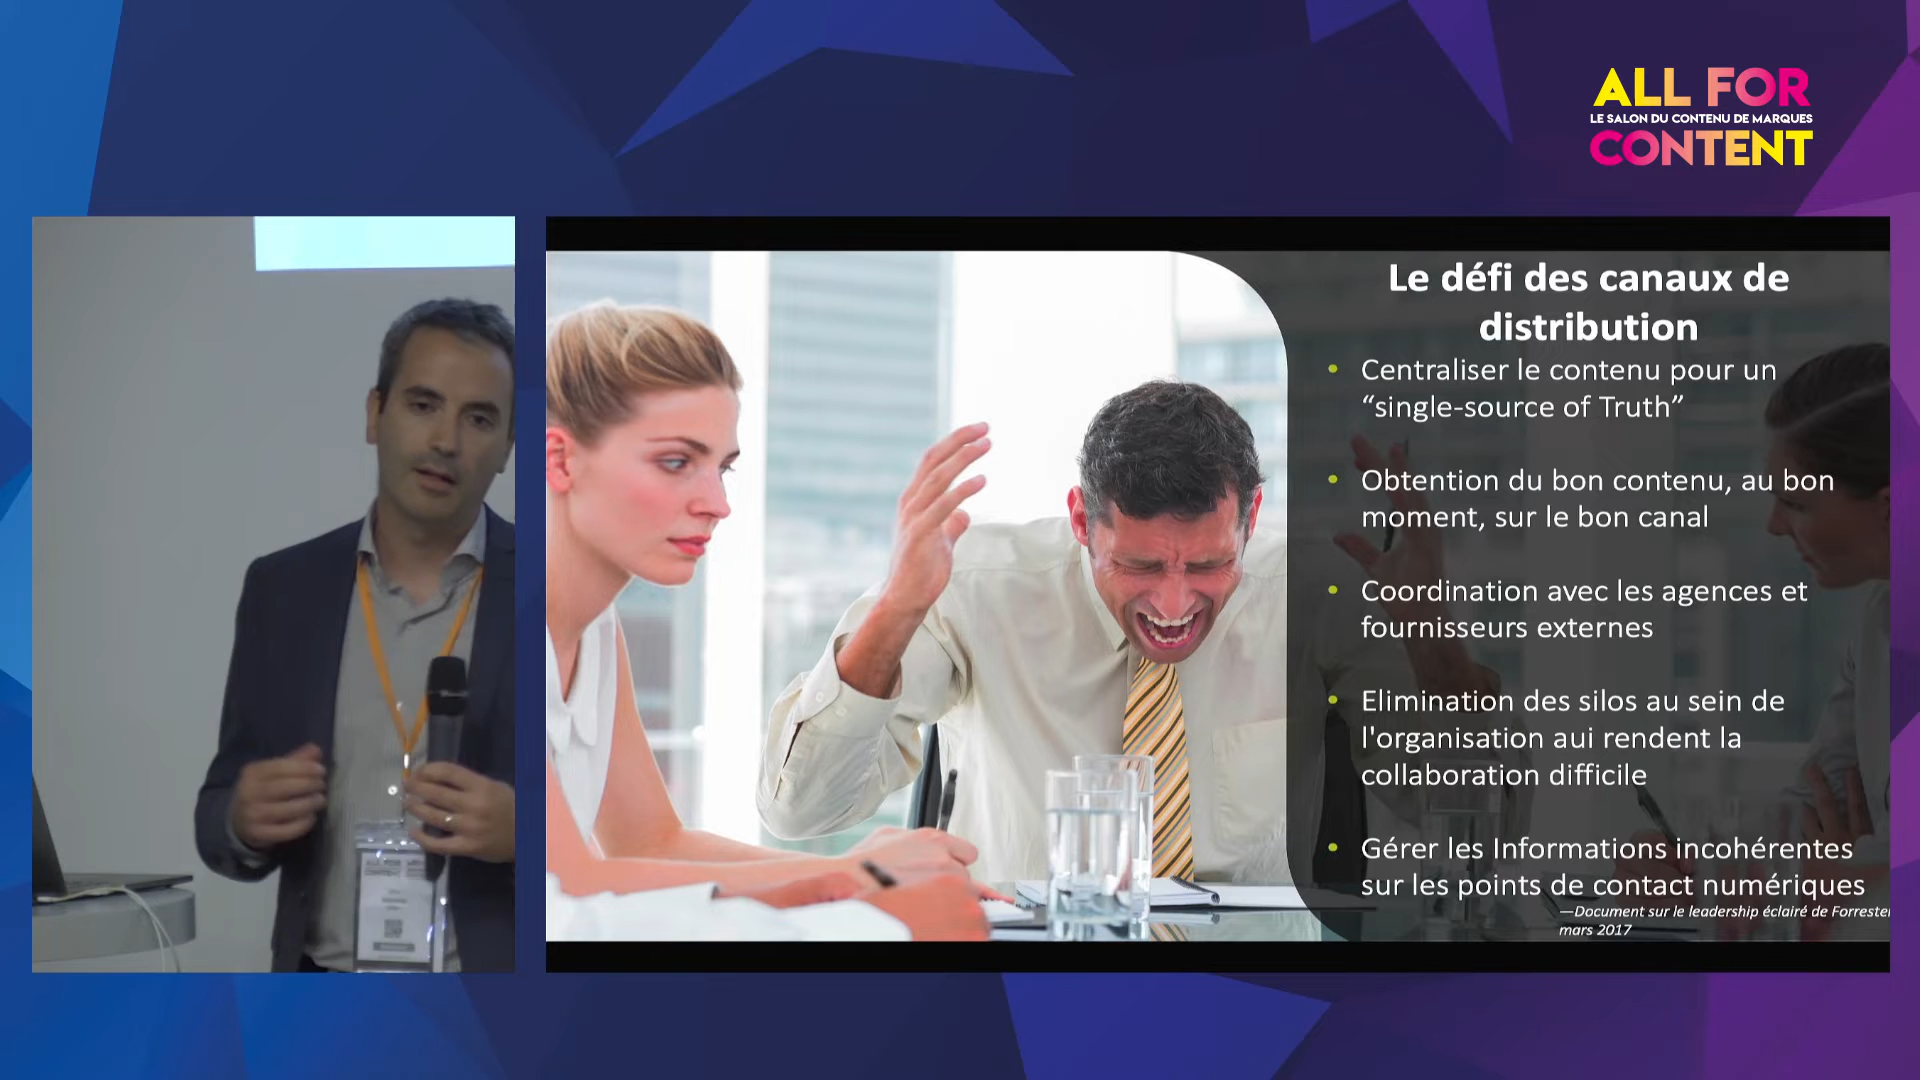 ALL FOR
LE SALON DU CONTENU DE MARQUES
CONTENT
Le défi des canaux de
distribution
• Centraliser le contenu pour un
“single-source of Truth”
• Obtention du bon contenu, au bon
moment, sur le bon canal
• Coordination avec les agences et
fournisseurs externes
• Elimination des silos au sein de
l'organisation aui rendent la
collaboration difficile
• Gérer les Informations incohérentes
sur les points de contact numériques
—Document sur le leadership éclairé de Forrester
mars 2017